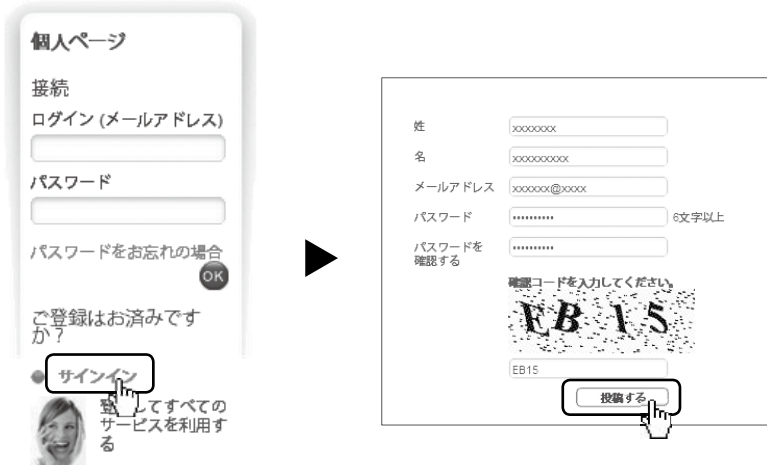 個人ページ
接続
ログイン (メールアドレス)
パスワード
パスワードをお忘れの場合
OK
ご登録はお済みです
か？
サインイン
してすべての
サービスを利用す
る
姓 xxxxxxx
名 xxxxxxxxx
メールアドレス xxxxxx@xxxx
パスワード •••••••••• 6文字以上
パスワードを ••••••••••
確認する
確認コードを入力してください。
EB15
EB15
投稿する